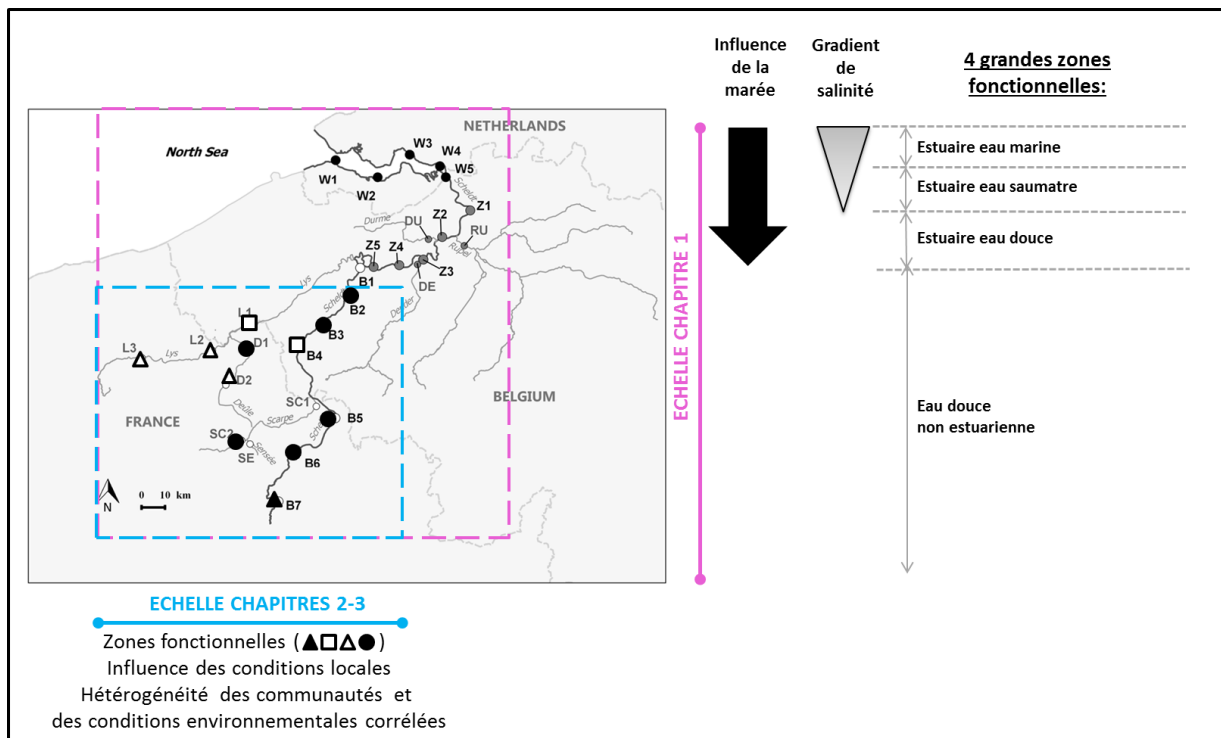 Influence
de la
marée
Gradient
de
salinité
4 grandes zones
fonctionnelles:
NETHERLANDS
North Sea
W3
W4
W1
W2
W5
Scheldt
Z1
Durme
DU
Z2
RU
Rupel
Z5
Z4
Z3
B1
DE
Lys
Scheldt
B2
Dender
L1
B3
L2
D1
B4
L3
Lys
D2
SC1
BELGIUM
Deûle
Scarpe
FRANCE
B5
SC2
SE
Sensée
B6
N
0 10 km
B7
Estuaire eau marine
Estuaire eau saumatre
Estuaire eau douce
Eau douce
non estuarienne
ECHELLE CHAPITRE 1
ECHELLE CHAPITRES 2-3
Zones fonctionnelles (▲□△●)
Influence des conditions locales
Hétérogénéité des communautés et
des conditions environnementales corrélées